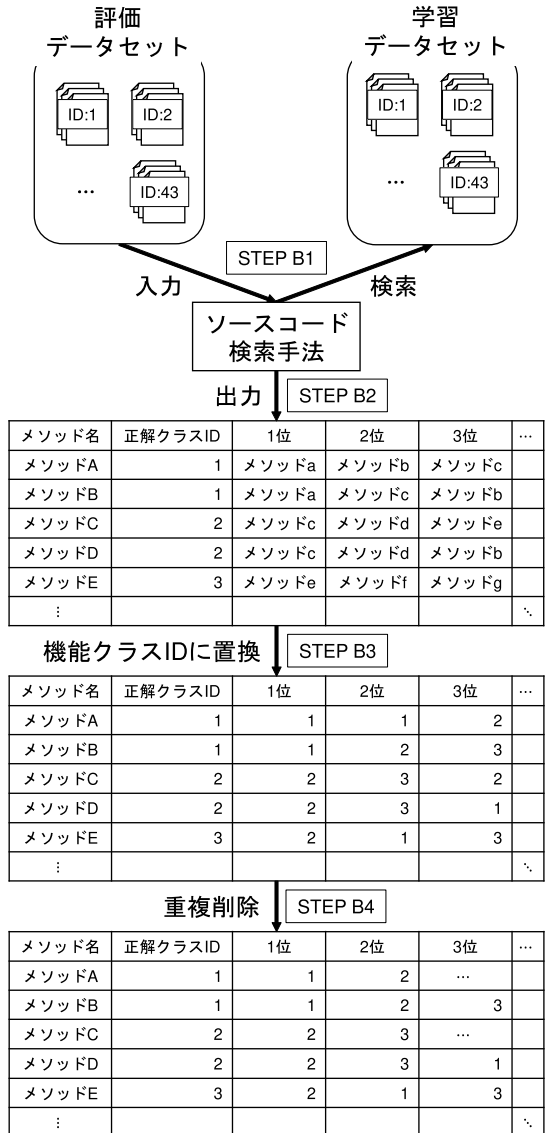 評価
データセット
学習
データセット
ID:1
ID:2
…
ID:43
ID:1
ID:2
…
ID:43
STEP B1
入力
検索
ソースコード
検索手法
出力
STEP B2
メソッド名 正解クラスID 1位 2位 3位 …
メソッドA 1 メソッドa メソッドb メソッドc
メソッドB 1 メソッドa メソッドc メソッドb
メソッドC 2 メソッドc メソッドd メソッドe
メソッドD 2 メソッドc メソッドd メソッドb
メソッドE 3 メソッドe メソッドf メソッドg
⋮ ⋱
機能クラスIDに置換
STEP B3
メソッド名 正解クラスID 1位 2位 3位 …
メソッドA 1 1 1 2
メソッドB 1 1 2 3
メソッドC 2 2 3 2
メソッドD 2 2 3 1
メソッドE 3 2 1 3
⋮ ⋱
重複削除
STEP B4
メソッド名 正解クラスID 1位 2位 3位 …
メソッドA 1 1 2 …
メソッドB 1 1 2 3
メソッドC 2 2 3 …
メソッドD 2 2 3 1
メソッドE 3 2 1 3
⋮ ⋱